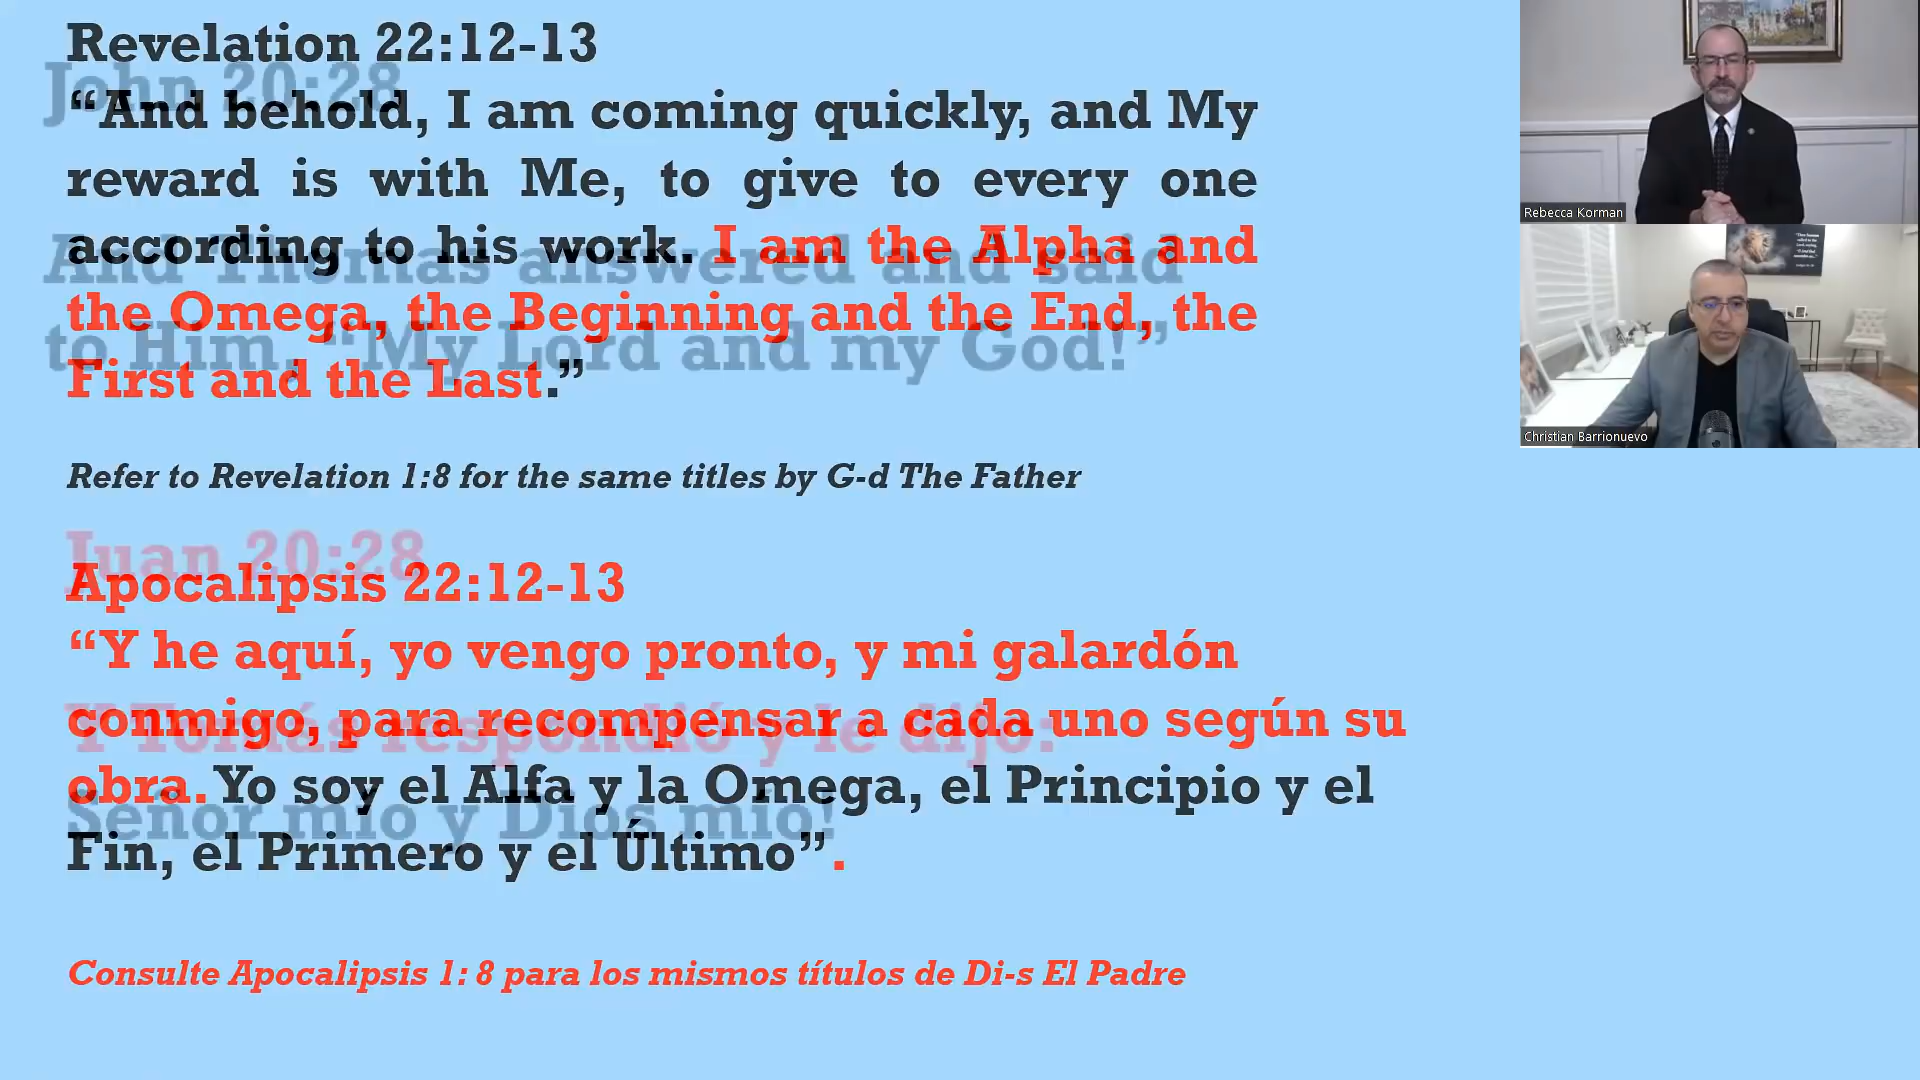 Revelation 22:12-13
John 20:28
“And behold, I am coming quickly, and My
reward is with Me, to give to every one
according to his work. I am the Alpha and
And Thomas answered and said
the Omega, the Beginning and the End, the
to Him, “My Lord and my God!”
First and the Last.”
Refer to Revelation 1:8 for the same titles by G-d The Father
Juan 20:28
Apocalipsis 22:12-13
“Y he aquí, yo vengo pronto, y mi galardón
conmigo, para recompensar a cada uno según su
Y Tomás respondió y le dijo:
obra. Yo soy el Alfa y la Omega, el Principio y el
Señor mío y Dios mío!
Fin, el Primero y el Último”.
Consulte Apocalipsis 1: 8 para los mismos títulos de Di-s El Padre
Rebecca Korman
Christian Barrionuevo